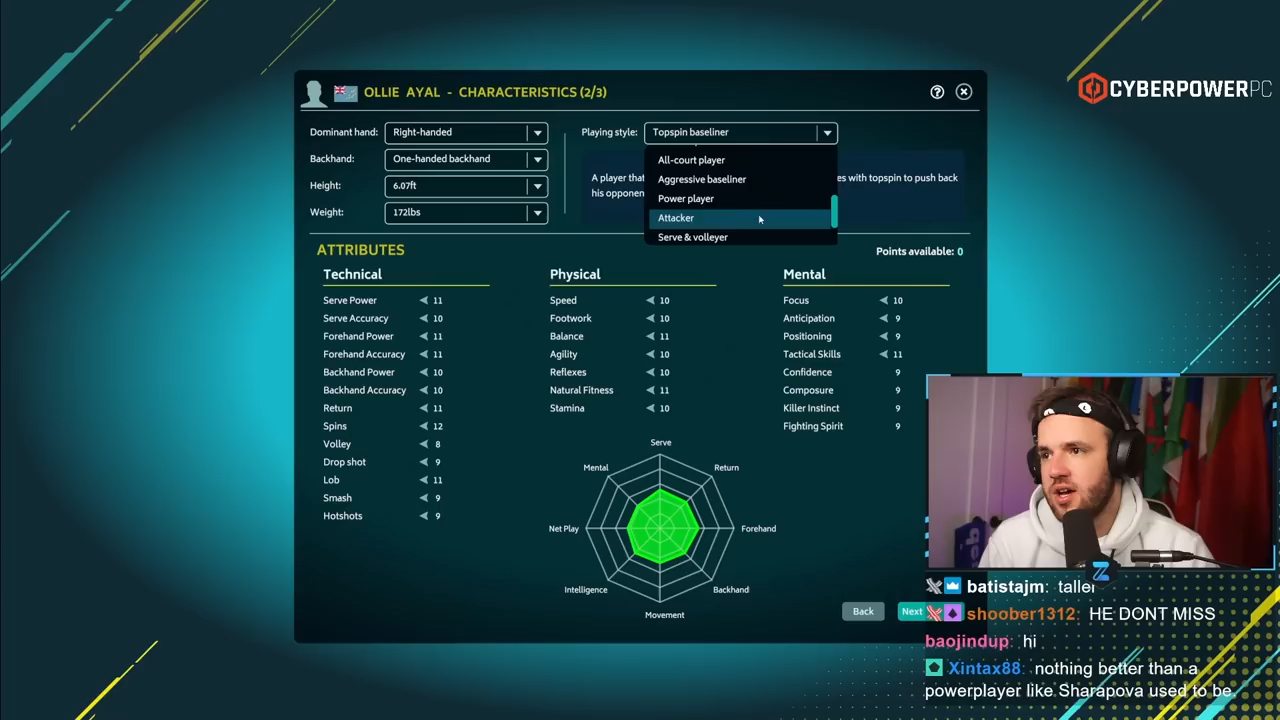 CYBERPOWERPC
OLLIE AYAL - CHARACTERISTICS (2/3)
Dominant hand: Right-handed
Backhand: One-handed backhand
Height: 6.07ft
Weight: 172lbs
Playing style: Topspin baseliner
A player that
es with topspin to push back
his opponen
All-court player
Aggressive baseliner
Power player
Attacker
Serve & volleyer
ATTRIBUTES
Points available: 0
Technical
Serve Power 11
Serve Accuracy 10
Forehand Power 11
Forehand Accuracy 11
Backhand Power 10
Backhand Accuracy 10
Return 11
Spins 12
Volley 8
Drop shot 9
Lob 11
Smash 9
Hotshots 9
Physical
Speed 10
Footwork 10
Balance 11
Agility 10
Reflexes 10
Natural Fitness 11
Stamina 10
Mental
Focus 10
Anticipation 9
Positioning 9
Tactical Skills 11
Confidence 9
Composure 9
Killer Instinct 9
Fighting Spirit 9
Serve
Mental
Return
Net Play
Forehand
Intelligence
Backhand
Movement
Back
Next
batistajm: taller
shoober1312: HE DONT MISS
baojindup: hi
Xintax88: nothing better than a
powerplayer like Sharapova used to be.